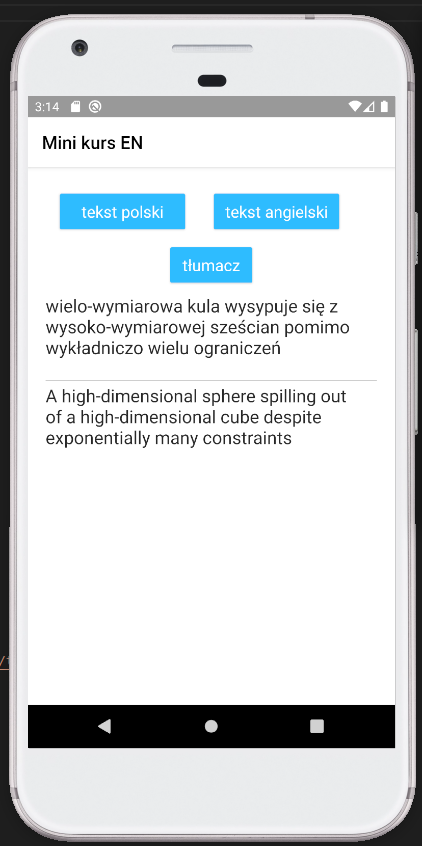 3:14
Mini kurs EN
tekst polski
tekst angielski
tłumacz
wielo-wymiarowa kula wysypuje się z
wysoko-wymiarowej sześcian pomimo
wykładniczo wielu ograniczeń
A high-dimensional sphere spilling out
of a high-dimensional cube despite
exponentially many constraints